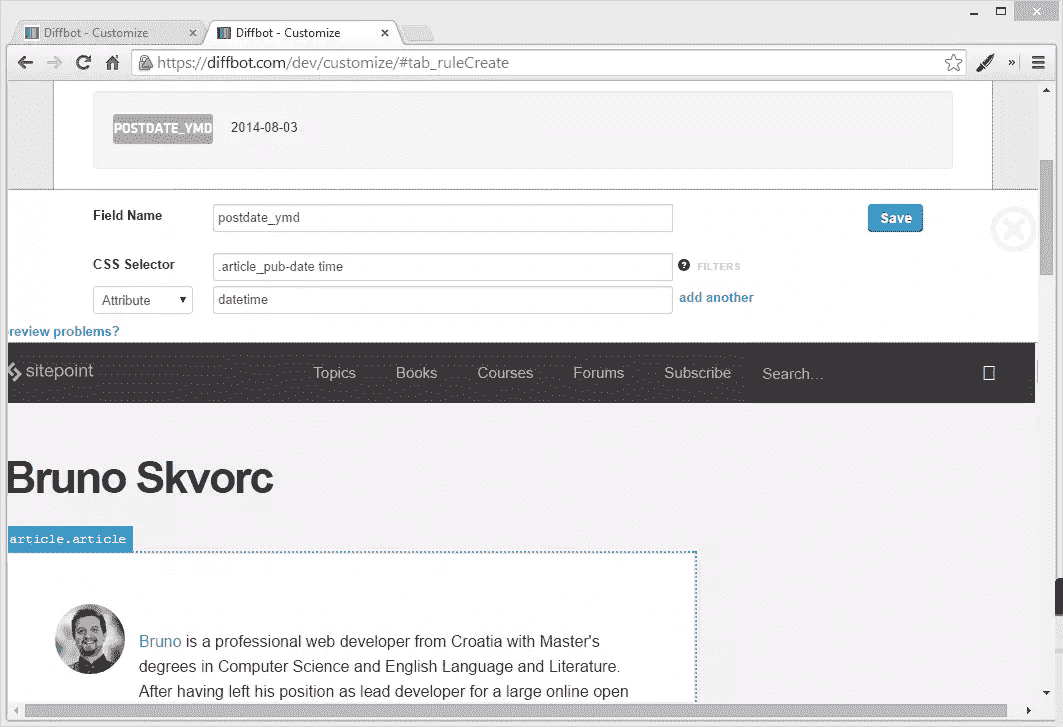 Diffbot - Customize
Diffbot - Customize
https://diffbot.com/dev/customize/#tab_ruleCreate
POSTDATE_YMD 2014-08-03
Field Name postdate_ymd Save
CSS Selector .article_pub-date time ? FILTERS
Attribute datetime add another
review problems?
sitepoint Topics Books Courses Forums Subscribe Search...
Bruno Skvorc
article.article
Bruno is a professional web developer from Croatia with Master's
degrees in Computer Science and English Language and Literature.
After having left his position as lead developer for a large online open